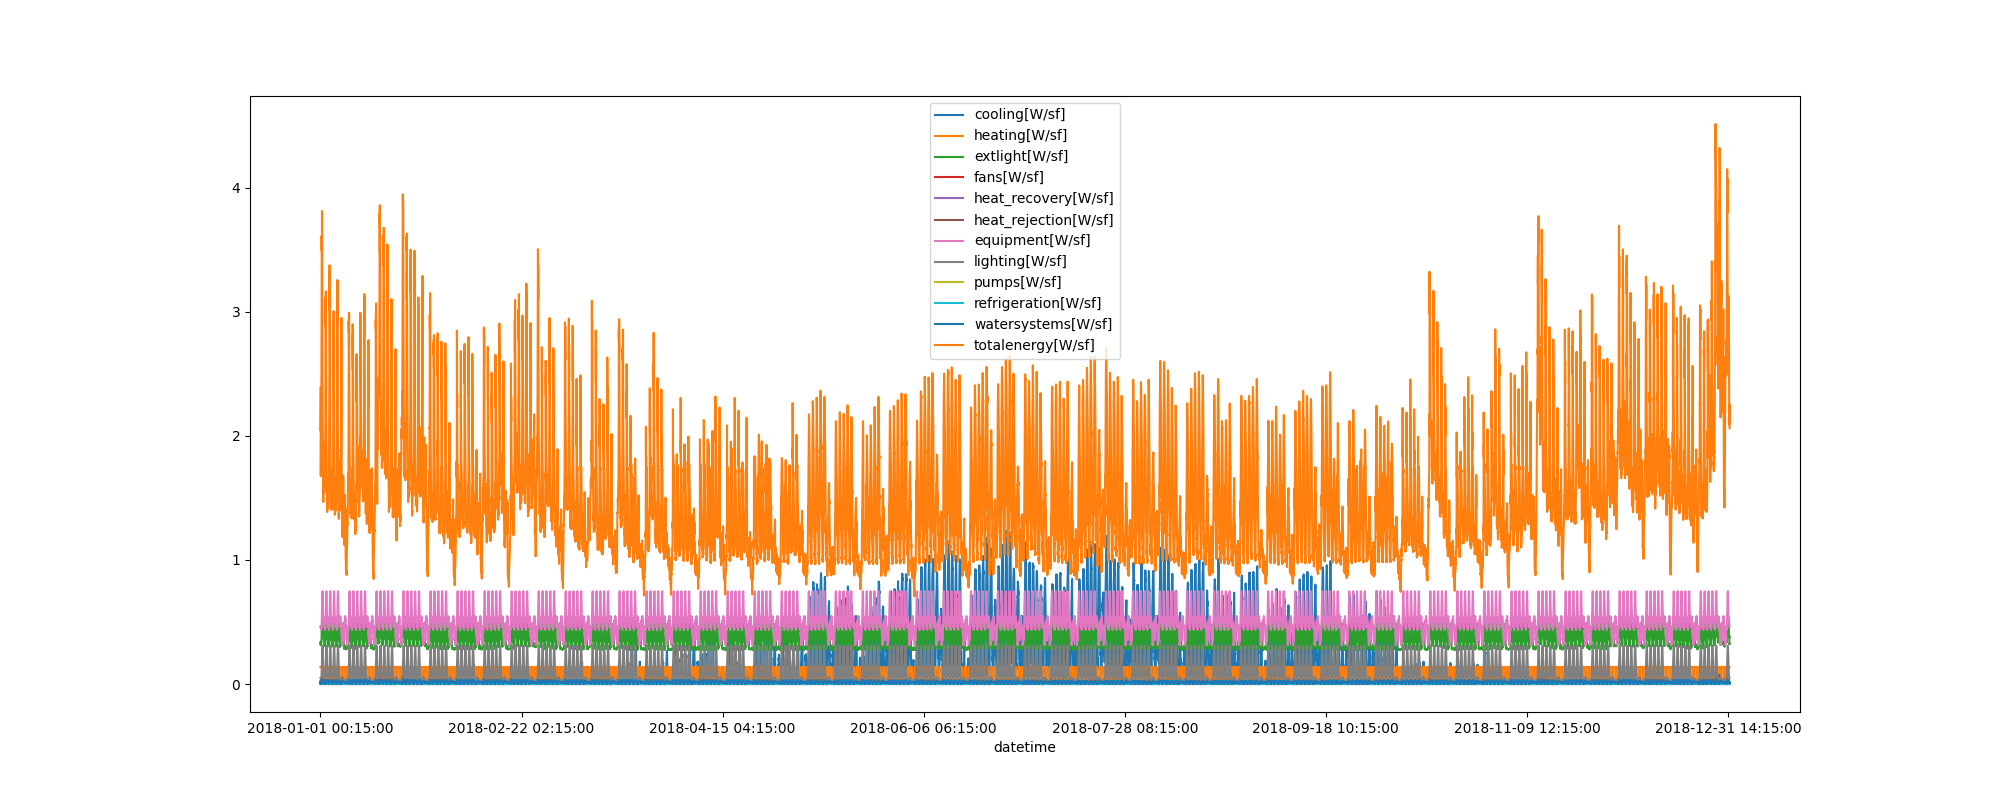 cooling[W/sf]
heating[W/sf]
extlight[W/sf]
fans[W/sf]
heat_recovery[W/sf]
heat_rejection[W/sf]
equipment[W/sf]
lighting[W/sf]
pumps[W/sf]
refrigeration[W/sf]
watersystems[W/sf]
totalenergy[W/sf]
4
3
2
1
0
2018-01-01 00:15:00 2018-02-22 02:15:00 2018-04-15 04:15:00 2018-06-06 06:15:00 2018-07-28 08:15:00 2018-09-18 10:15:00 2018-11-09 12:15:00 2018-12-31 14:15:00
datetime